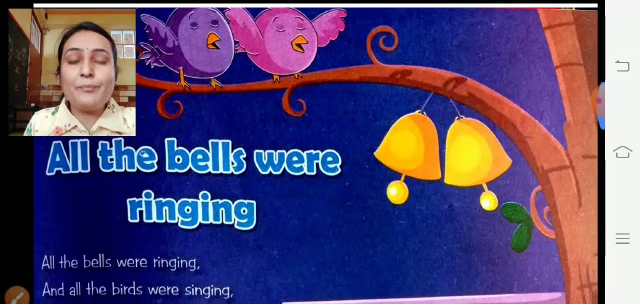 All the bells were
ringing
All the bells were ringing,
And all the birds were singing,